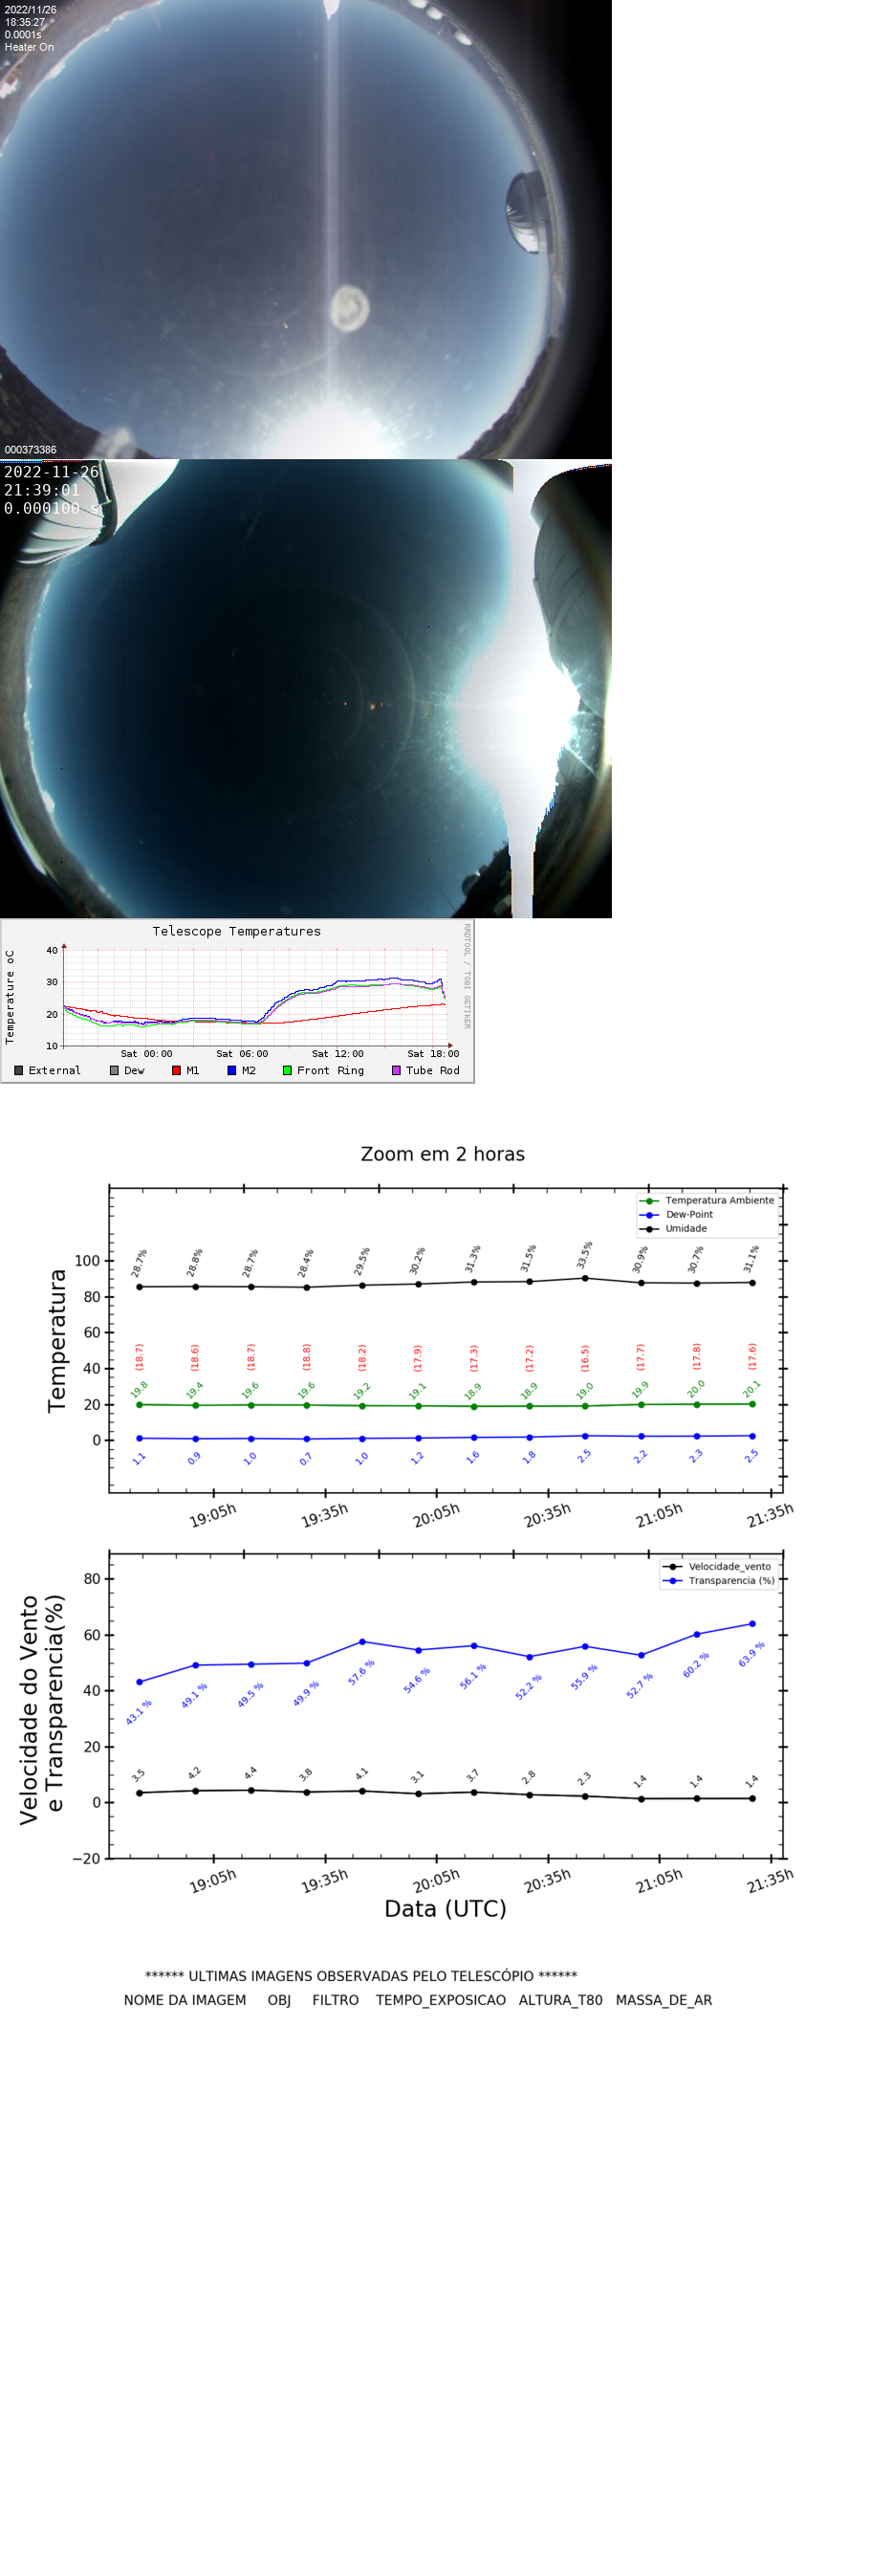 2022/11/26
18:35:27
0.0001s
Heater On
000373386
2022-11-26
21:39:01
0.000100 s
Telescope Temperatures
RRDTOOL / TOBI OETIKER
Temperature oC
40
30
20
10
Sat 00:00 Sat 06:00 Sat 12:00 Sat 18:00
External Dew M1 M2 Front Ring Tube Rod
Zoom em 2 horas
Temperatura Ambiente
Dew-Point
Umidade
Temperatura
100
80
60
40
20
0
28.7% 28.8% 28.7% 28.4% 29.5% 30.2% 31.3% 31.5% 33.5% 30.9% 30.7% 31.1%
(18.7) (18.6) (18.7) (18.8) (18.2) (17.9) (17.3) (17.2) (16.5) (17.7) (17.8) (17.6)
19.8 19.4 19.6 19.6 19.2 19.1 18.9 18.9 19.0 19.9 20.0 20.1
1.1 0.9 1.0 0.7 1.0 1.2 1.6 1.8 2.5 2.2 2.3 2.5
19:05h 19:35h 20:05h 20:35h 21:05h 21:35h
Velocidade_vento
Transparencia (%)
Velocidade do Vento
e Transparencia(%)
80
60
40
20
0
−20
43.1 % 49.1 % 49.5 % 49.9 % 57.6 % 54.6 % 56.1 % 52.2 % 55.9 % 52.7 % 60.2 % 63.9 %
3.5 4.2 4.4 3.8 4.1 3.1 3.7 2.8 2.3 1.4 1.4 1.4
19:05h 19:35h 20:05h 20:35h 21:05h 21:35h
Data (UTC)
****** ULTIMAS IMAGENS OBSERVADAS PELO TELESCÓPIO ******
NOME DA IMAGEM OBJ FILTRO TEMPO_EXPOSICAO ALTURA_T80 MASSA_DE_AR